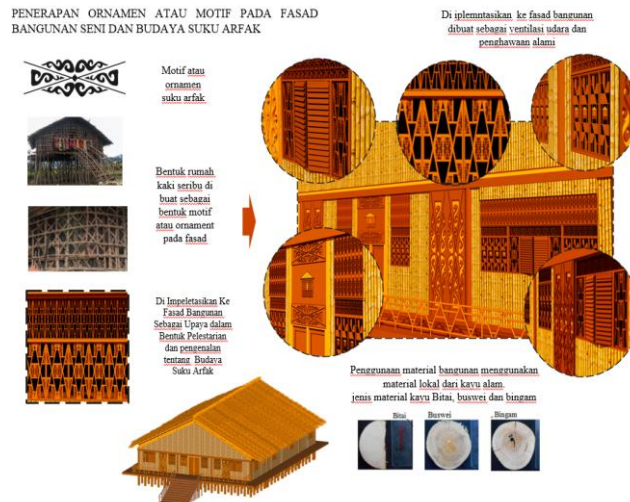 PENERAPAN ORNAMEN ATAU MOTIF PADA FASAD
BANGUNAN SENI DAN BUDAYA SUKU ARFAK
Motif atau
ornamen
suku arfak
Bentuk rumah
kaki seribu di
buat sebagai
bentuk motif
atau ornament
pada fasad
Di Impeletasikan Ke
Fasad Bangunan
Sebagai Upaya dalam
Bentuk Pelestarian
dan pengenalan
tentang Budaya
Suku Arfak
Di iplemntasikan ke fasad bangunan
dibuat sebagai ventilasi udara dan
penghawaan alami
Penggunaan material bangunan menggunakan
material lokal dari kayu alam.
jenis material kayu Bitai, buswei dan bingam
Bitai
Buswei
, Bingam